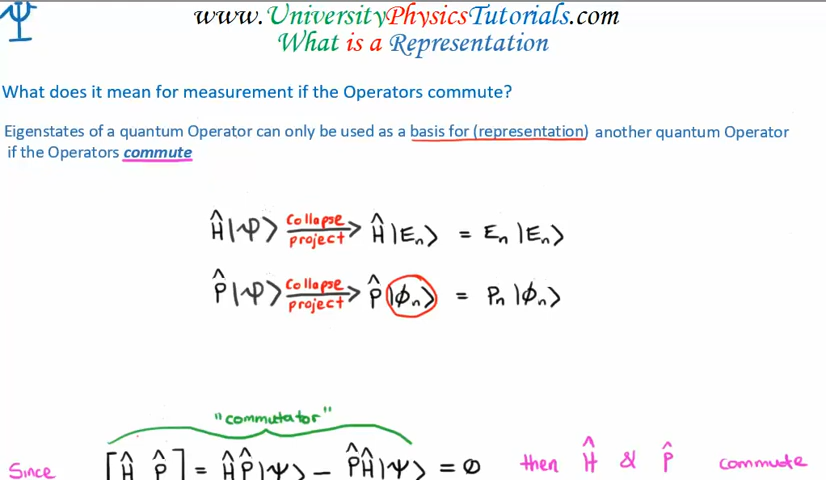 www.UniversityPhysicsTutorials.com
What is a Representation
What does it mean for measurement if the Operators commute?
Eigenstates of a quantum Operator can only be used as a basis for (representation) another quantum Operator
if the Operators commute
Ĥ|ψ⟩ collapse project → Ĥ|Eₙ⟩ = Eₙ|Eₙ⟩
P̂|ψ⟩ collapse project → P̂|ϕₙ⟩ = Pₙ|ϕₙ⟩
"commutator"
Since [Ĥ P̂] = ĤP̂|Ψ⟩ − P̂Ĥ|Ψ⟩ = 0 then Ĥ & P̂ commute